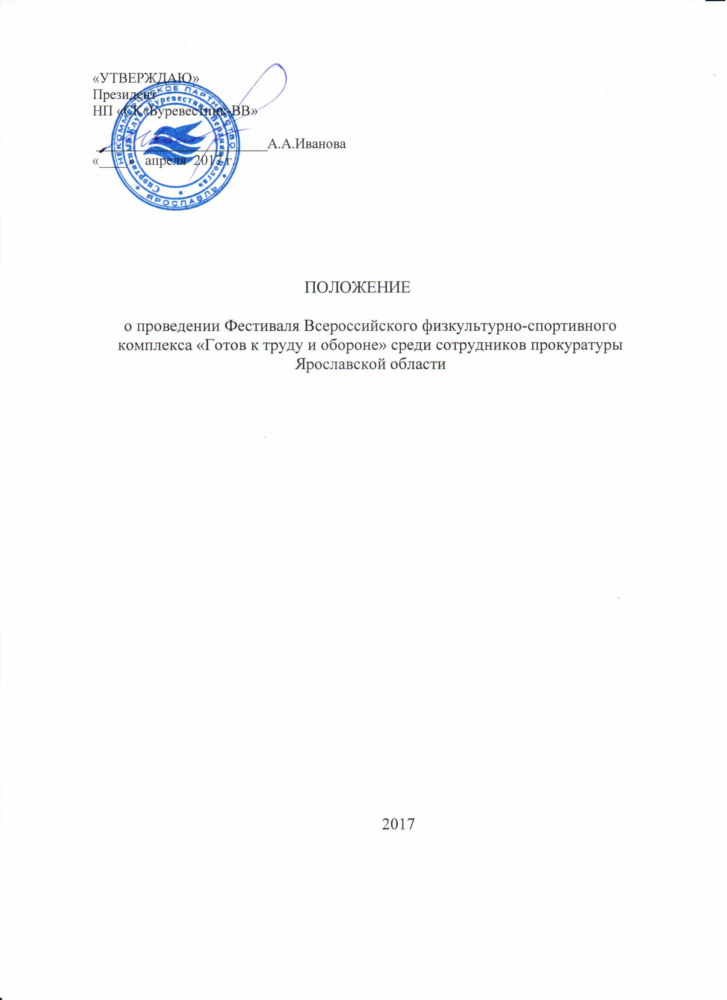 «УТВЕРЖДАЮ»
Президент
НП «СК«Буревестник-ВВ»
__________________________А.А.Иванова
«____» апреля 2017 г.
НЕКОММЕРЧЕСКОЕ ПАРТНЕРСТВО
* ЯРОСЛАВЛЬ *
Спортивный Клуб «Буревестник Верхняя Волга»
*
ПОЛОЖЕНИЕ
о проведении Фестиваля Всероссийского физкультурно-спортивного
комплекса «Готов к труду и обороне» среди сотрудников прокуратуры
Ярославской области
2017